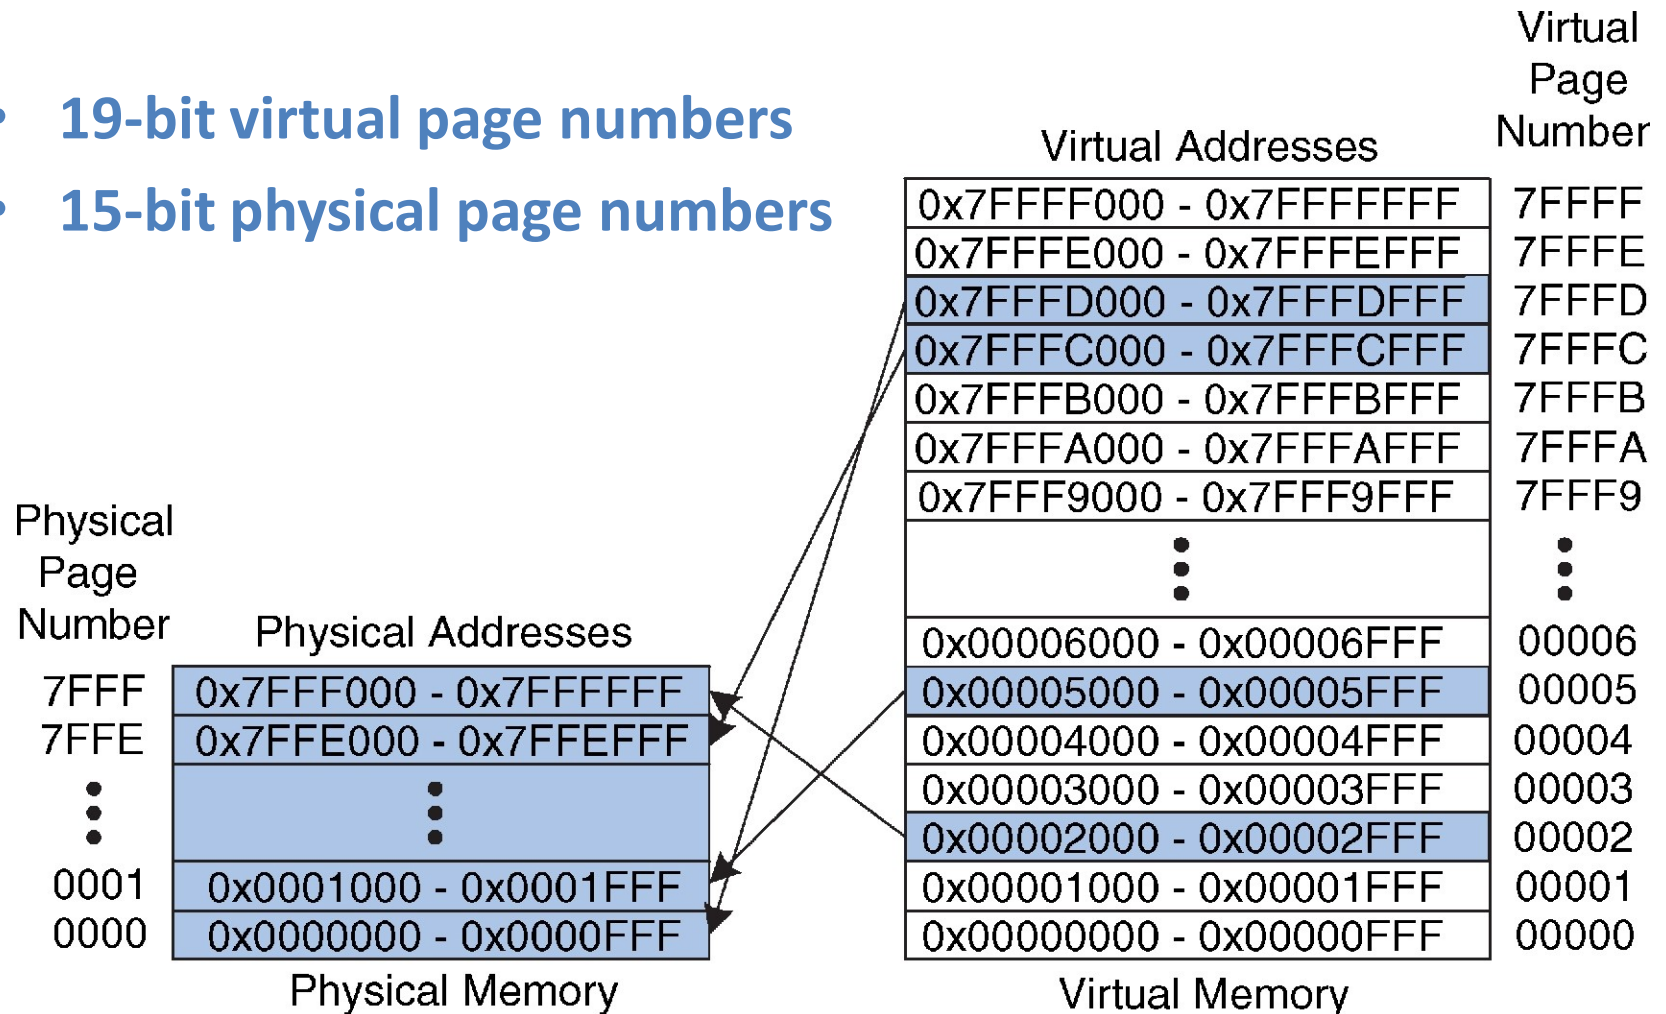 • 19-bit virtual page numbers
• 15-bit physical page numbers
Virtual
Page
Number
Virtual Addresses
0x7FFFF000 - 0x7FFFFFFF 7FFFF
0x7FFFE000 - 0x7FFFEFFF 7FFFE
0x7FFFD000 - 0x7FFFDFFF 7FFFD
0x7FFFC000 - 0x7FFFCFFF 7FFFC
0x7FFFB000 - 0x7FFFBFFF 7FFFB
0x7FFFA000 - 0x7FFFAFFF 7FFFA
0x7FFF9000 - 0x7FFF9FFF 7FFF9
0x00006000 - 0x00006FFF 00006
0x00005000 - 0x00005FFF 00005
0x00004000 - 0x00004FFF 00004
0x00003000 - 0x00003FFF 00003
0x00002000 - 0x00002FFF 00002
0x00001000 - 0x00001FFF 00001
0x00000000 - 0x00000FFF 00000
Virtual Memory
Physical
Page
Number
Physical Addresses
7FFF 0x7FFF000 - 0x7FFFFFF
7FFE 0x7FFE000 - 0x7FFEFFF
0001 0x0001000 - 0x0001FFF
0000 0x0000000 - 0x0000FFF
Physical Memory